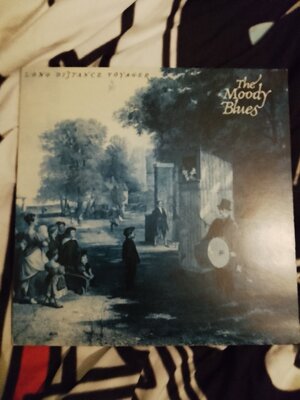 LONG DISTANCE VOYAGER
The
Moody
Blues